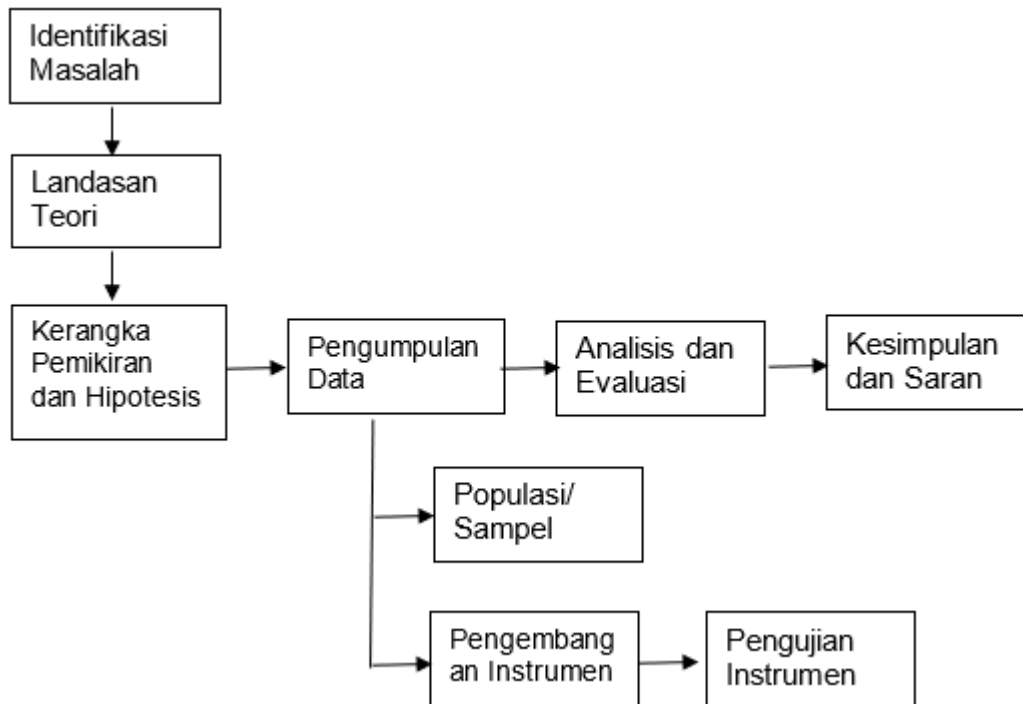 Identifikasi
Masalah
Landasan
Teori
Kerangka
Pemikiran
dan Hipotesis
Pengumpulan
Data
Analisis dan
Evaluasi
Kesimpulan
dan Saran
Populasi/
Sampel
Pengembang
an Instrumen
Pengujian
Instrumen